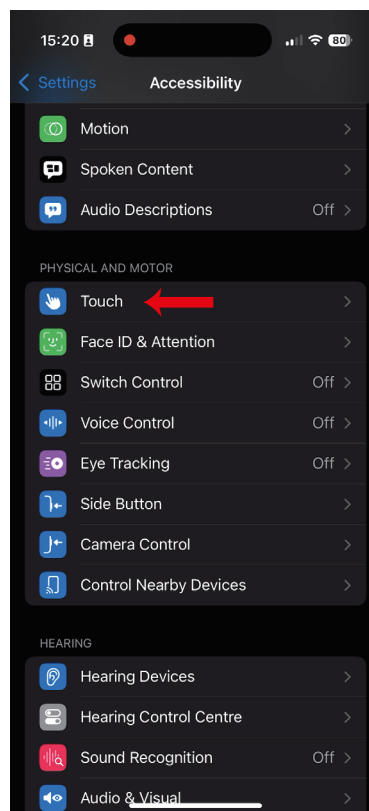 15:20 80
Settings Accessibility
Motion
Spoken Content
Audio Descriptions Off
PHYSICAL AND MOTOR
Touch
Face ID & Attention
Switch Control Off
Voice Control Off
Eye Tracking Off
Side Button
Camera Control
Control Nearby Devices
HEARING
Hearing Devices
Hearing Control Centre
Sound Recognition Off
Audio & Visual